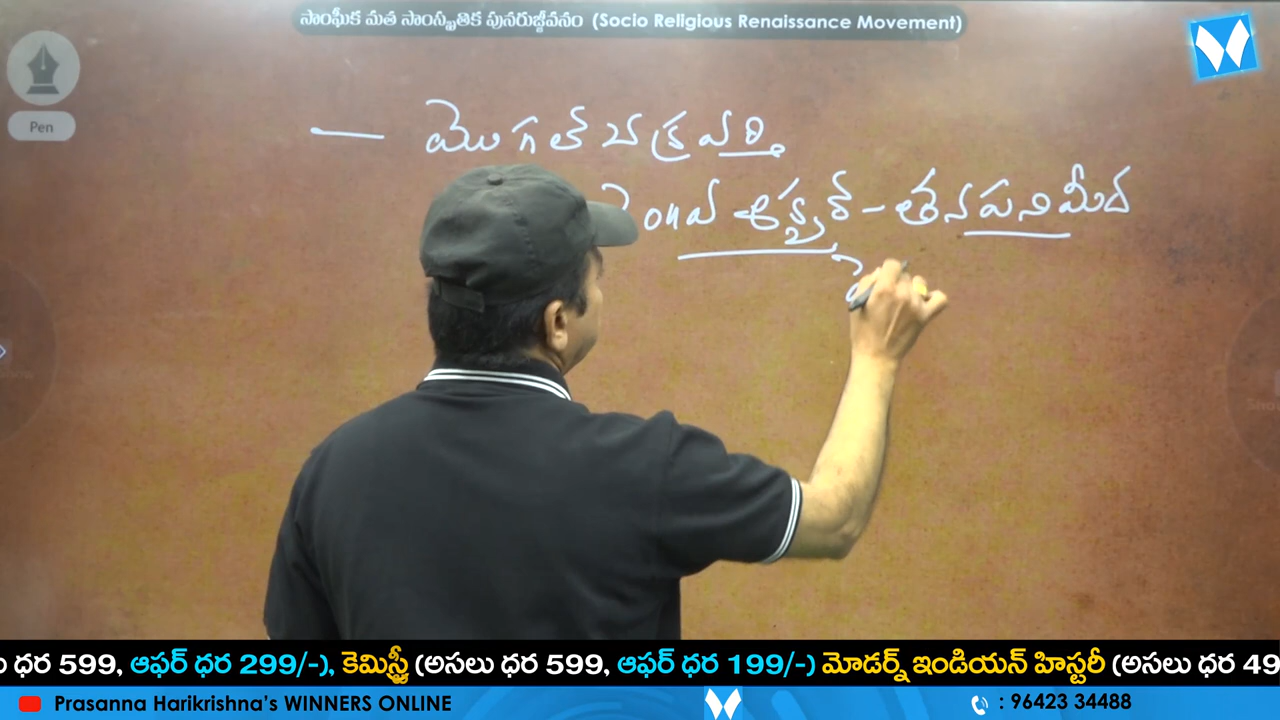 సాంఘీక మత సాంస్కృతిక పునరుజ్జీవనం (Socio Religious Renaissance Movement)
Pen
— మొగల్ చక్రవర్తి
అక్బర్ - తన పని మీద
ధర 599, ఆఫర్ ధర 299/-), కెమిస్ట్రీ (అసలు ధర 599, ఆఫర్ ధర 199/-) మోడర్న్ ఇండియన్ హిస్టరీ (అసలు ధర 49
Prasanna Harikrishna's WINNERS ONLINE : 96423 34488